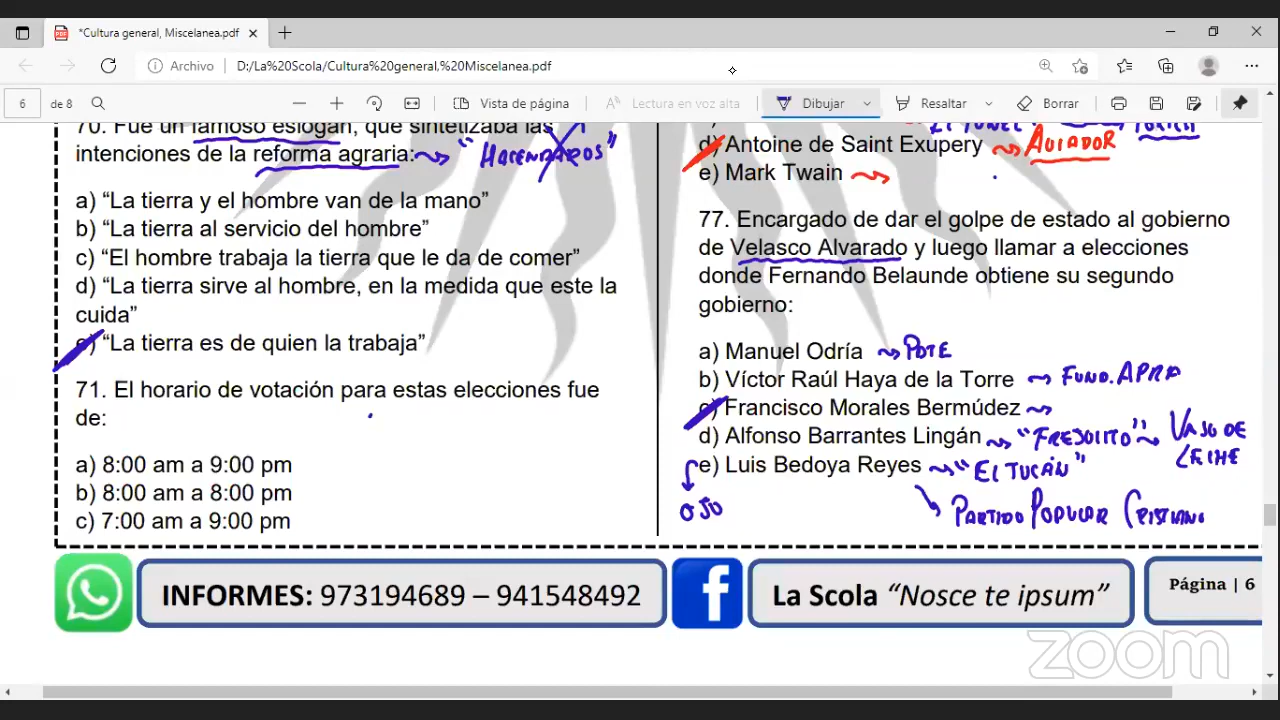 *Cultura general, Miscelanea.pdf
Archivo D:/La%20Scola/Cultura%20general,%20Miscelanea.pdf
6 de 8 Vista de página Lectura en voz alta Dibujar Resaltar Borrar
70. Fue un famoso eslogan, que sintetizaba las
intenciones de la reforma agraria: "HACENDADOS"
a) “La tierra y el hombre van de la mano”
b) “La tierra al servicio del hombre”
c) “El hombre trabaja la tierra que le da de comer”
d) “La tierra sirve al hombre, en la medida que este la
cuida”
e) “La tierra es de quien la trabaja”
71. El horario de votación para estas elecciones fue
de:
a) 8:00 am a 9:00 pm
b) 8:00 am a 8:00 pm
c) 7:00 am a 9:00 pm
d) Antoine de Saint Exupery AVIADOR
e) Mark Twain
77. Encargado de dar el golpe de estado al gobierno
de Velasco Alvarado y luego llamar a elecciones
donde Fernando Belaunde obtiene su segundo
gobierno:
a) Manuel Odría POTE
b) Víctor Raúl Haya de la Torre FUND. APRA
c) Francisco Morales Bermúdez
d) Alfonso Barrantes Lingán "FREJOLITO" VASO DE
LECHE
e) Luis Bedoya Reyes "EL TUCÁN"
OJO
PARTIDO POPULAR CRISTIANO
INFORMES: 973194689 – 941548492
La Scola “Nosce te ipsum”
Página | 6
zoom